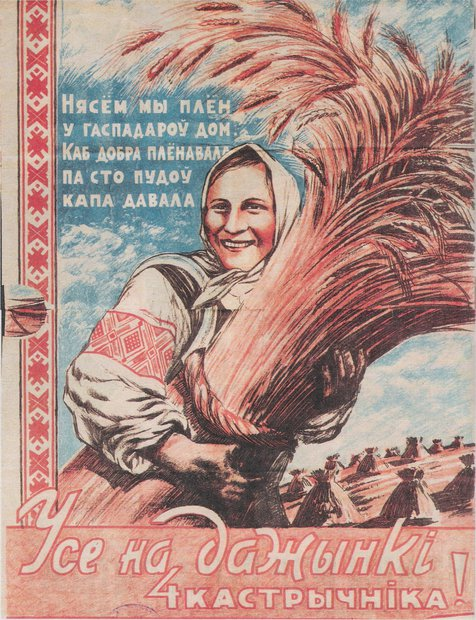 Нясём мы плён
у гаспадароў дом.
Каб добра плёнавала
па сто пудоў
капа давала
Усе на дажынкі
4 кастрычніка!